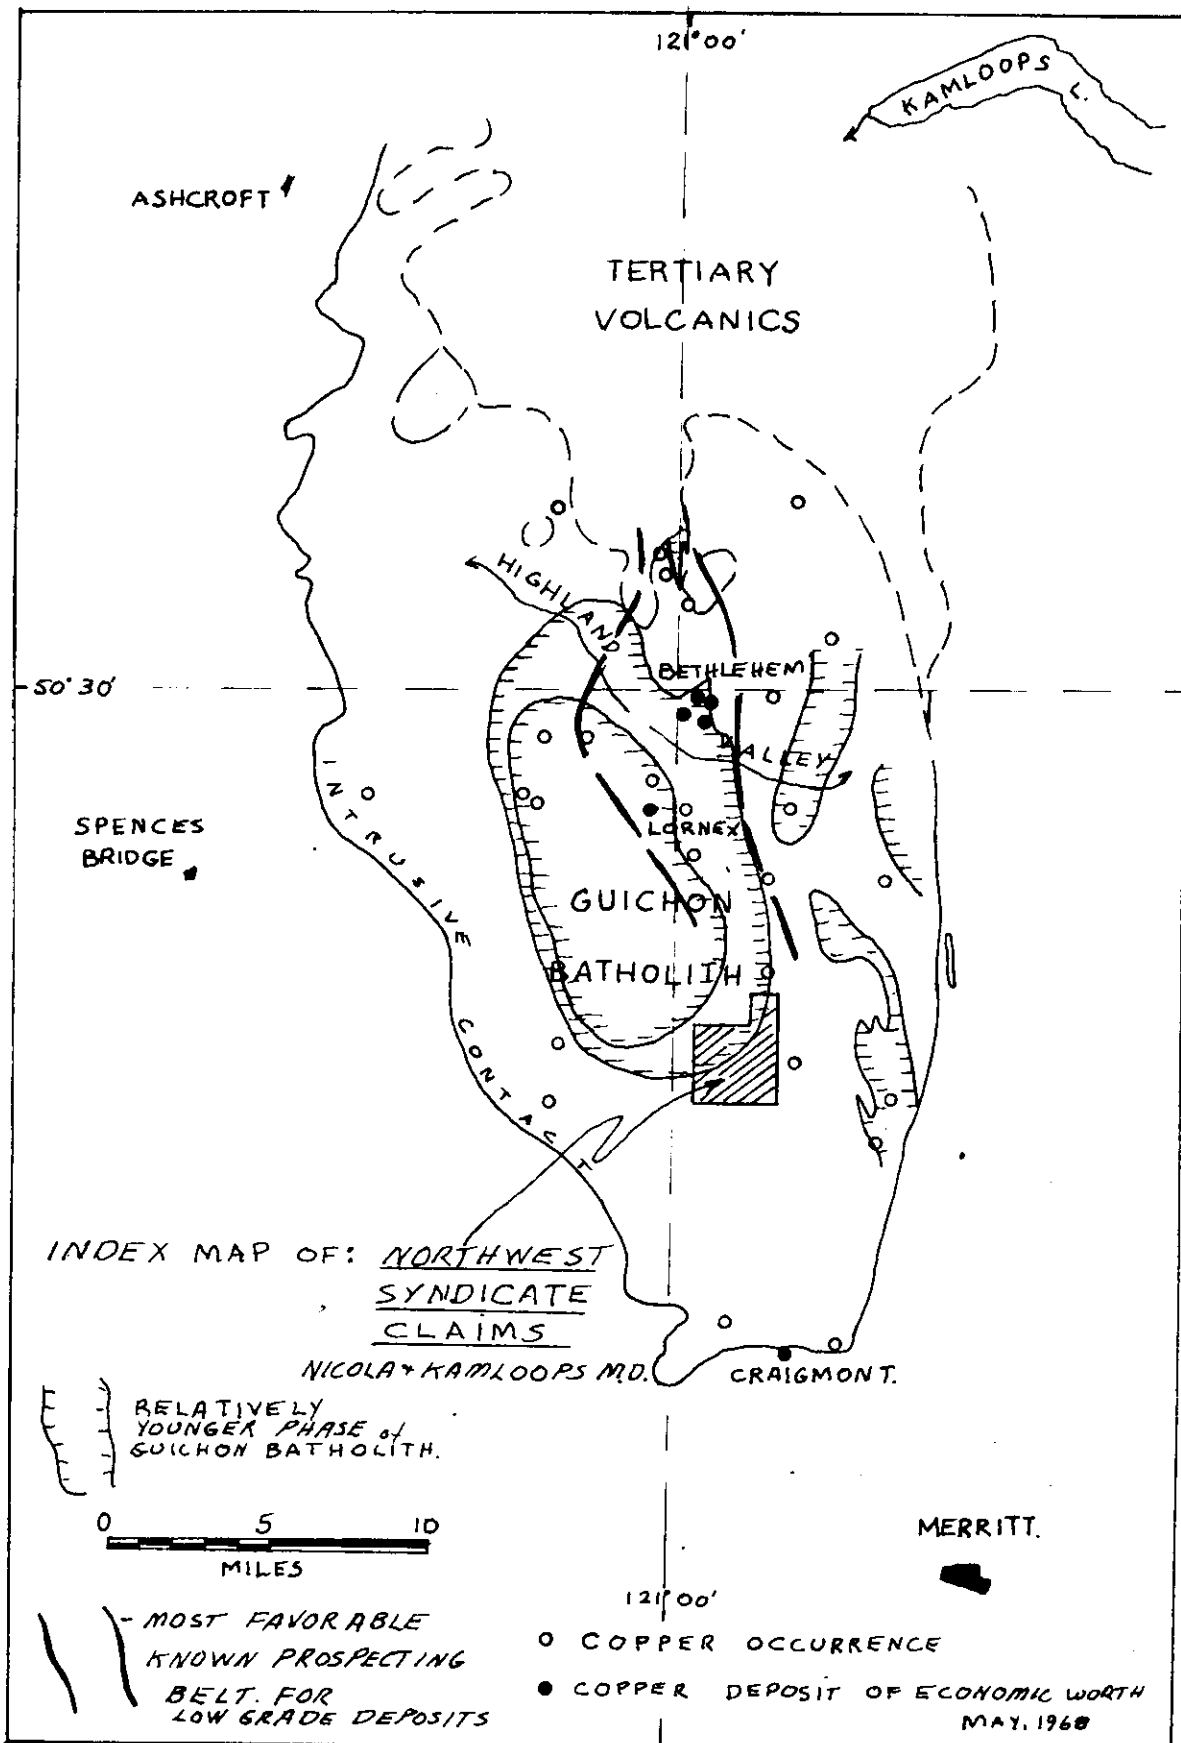 121°00'
KAMLOOPS L.
ASHCROFT
TERTIARY
VOLCANICS
HIGHLAND
BETHLEHEM
50°30'
VALLEY
INTRUSIVE
SPENCES
BRIDGE
LORNEX
GUICHON
BATHOLITH
CONTACT
INDEX MAP OF: NORTHWEST
SYNDICATE
CLAIMS
NICOLA & KAMLOOPS M.D.
CRAIGMONT.
RELATIVELY
YOUNGER PHASE of
GUICHON BATHOLITH.
0 5 10
MILES
MERRITT.
121°00'
- MOST FAVORABLE
KNOWN PROSPECTING
BELT. FOR
LOW GRADE DEPOSITS
COPPER OCCURRENCE
COPPER DEPOSIT OF ECONOMIC WORTH
MAY, 1968